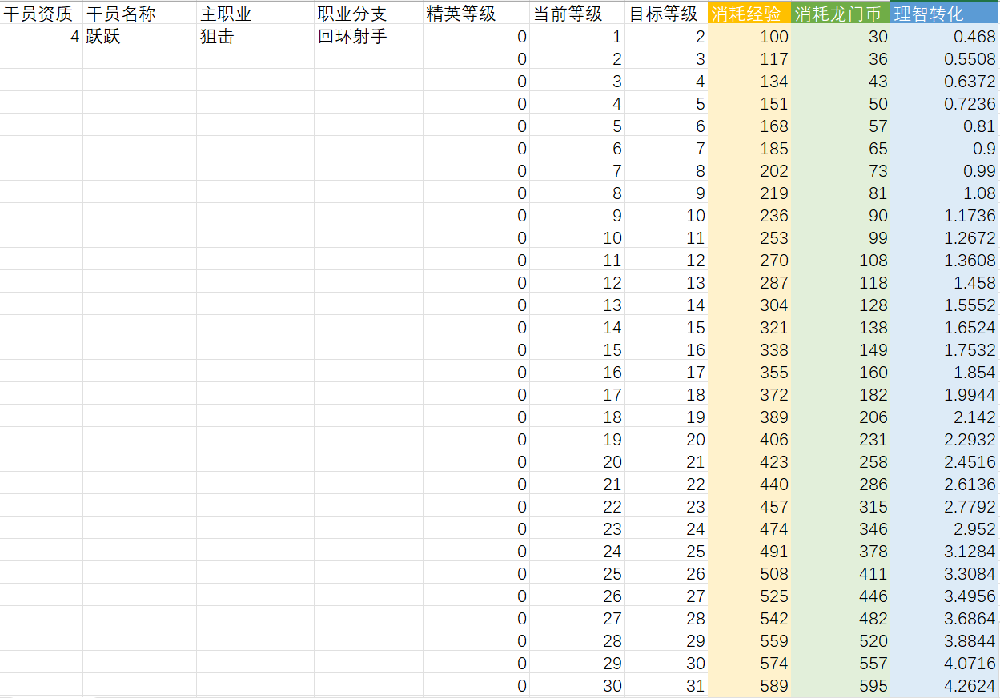 干员资质 干员名称 主职业 职业分支 精英等级 当前等级 目标等级 消耗经验 消耗龙门币 理智转化
4 跃跃 狙击 回环射手 0 1 2 100 30 0.468
0 2 3 117 36 0.5508
0 3 4 134 43 0.6372
0 4 5 151 50 0.7236
0 5 6 168 57 0.81
0 6 7 185 65 0.9
0 7 8 202 73 0.99
0 8 9 219 81 1.08
0 9 10 236 90 1.1736
0 10 11 253 99 1.2672
0 11 12 270 108 1.3608
0 12 13 287 118 1.458
0 13 14 304 128 1.5552
0 14 15 321 138 1.6524
0 15 16 338 149 1.7532
0 16 17 355 160 1.854
0 17 18 372 182 1.9944
0 18 19 389 206 2.142
0 19 20 406 231 2.2932
0 20 21 423 258 2.4516
0 21 22 440 286 2.6136
0 22 23 457 315 2.7792
0 23 24 474 346 2.952
0 24 25 491 378 3.1284
0 25 26 508 411 3.3084
0 26 27 525 446 3.4956
0 27 28 542 482 3.6864
0 28 29 559 520 3.8844
0 29 30 574 557 4.0716
0 30 31 589 595 4.2624